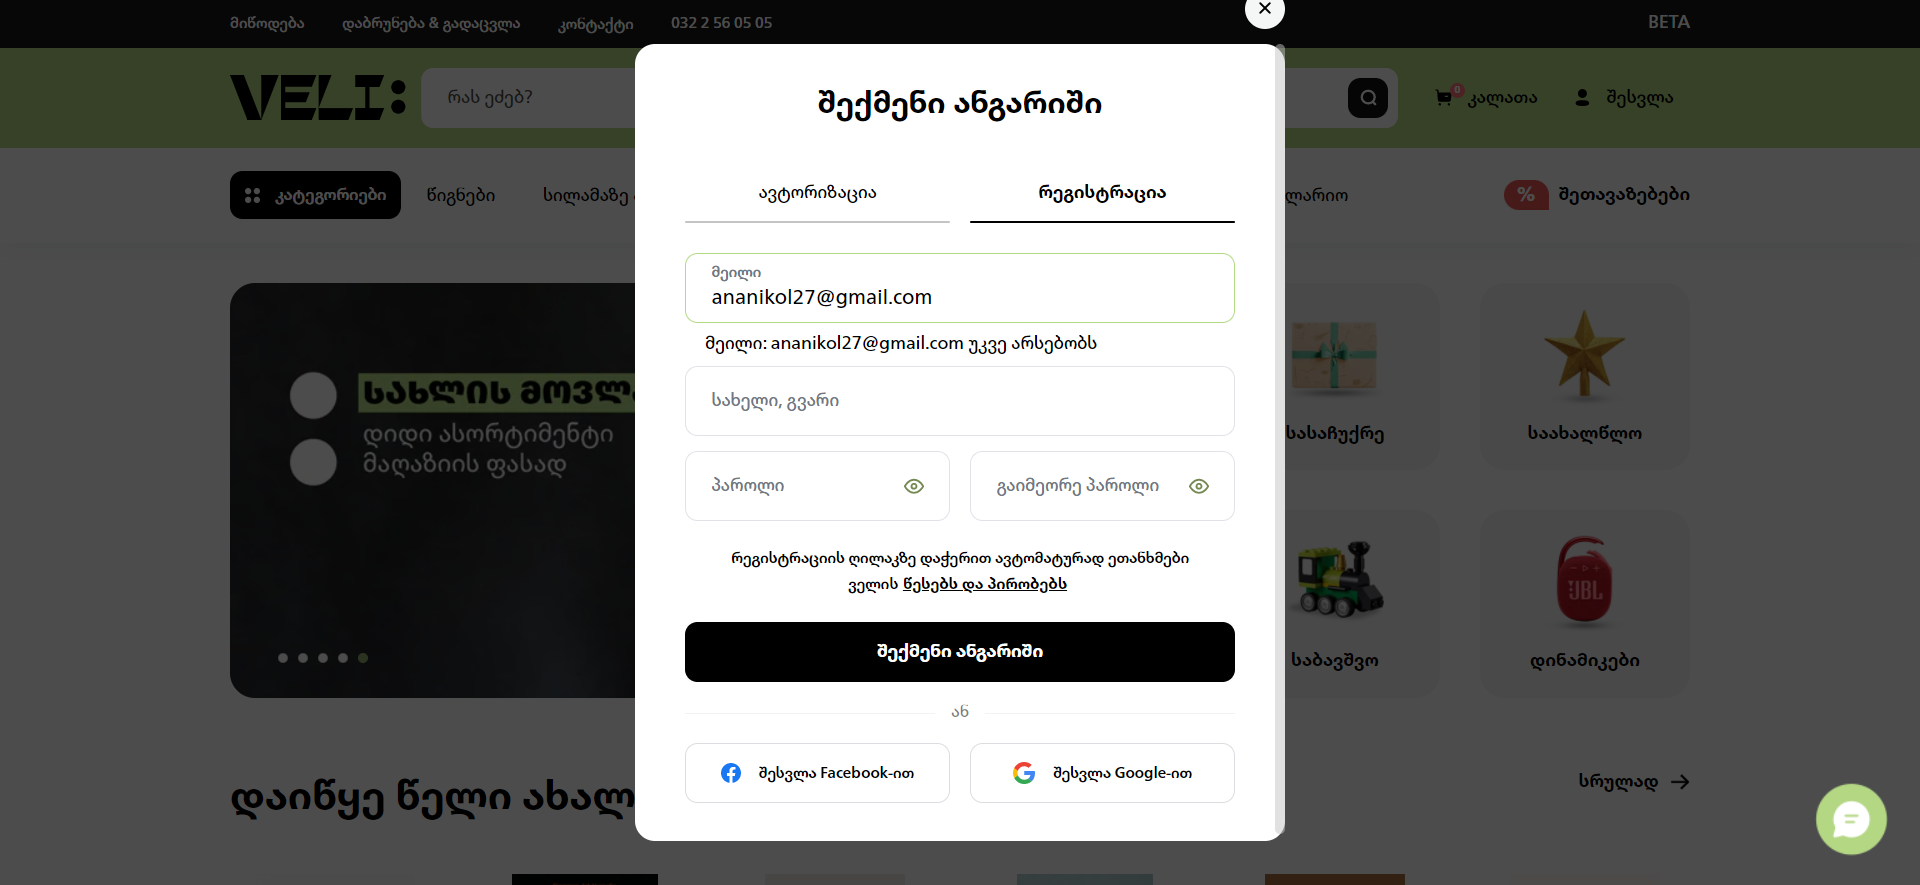 მიწოდება
დაბრუნება & გადაცვლა
კონტაქტი
032 2 56 05 05
BETA
VELI:
რას ეძებ?
0
კალათა
შესვლა
კატეგორიები
წიგნები
სილამაზე
%
შეთავაზებები
შექმენი ანგარიში
ავტორიზაცია
რეგისტრაცია
მეილი
ananikol27@gmail.com
მეილი: ananikol27@gmail.com უკვე არსებობს
სახელი, გვარი
პაროლი
გაიმეორე პაროლი
რეგისტრაციის ღილაკზე დაჭერით ავტომატურად ეთანხმები
ველის წესებს და პირობებს
შექმენი ანგარიში
ან
შესვლა Facebook-ით
შესვლა Google-ით
სახლის
დიდი ასორტიმენტი
მაღაზიის ფასად
სასაჩუქრე
საახალწლო
JBL
საბავშვო
დინამიკები
დაიწყე წელი
სრულად